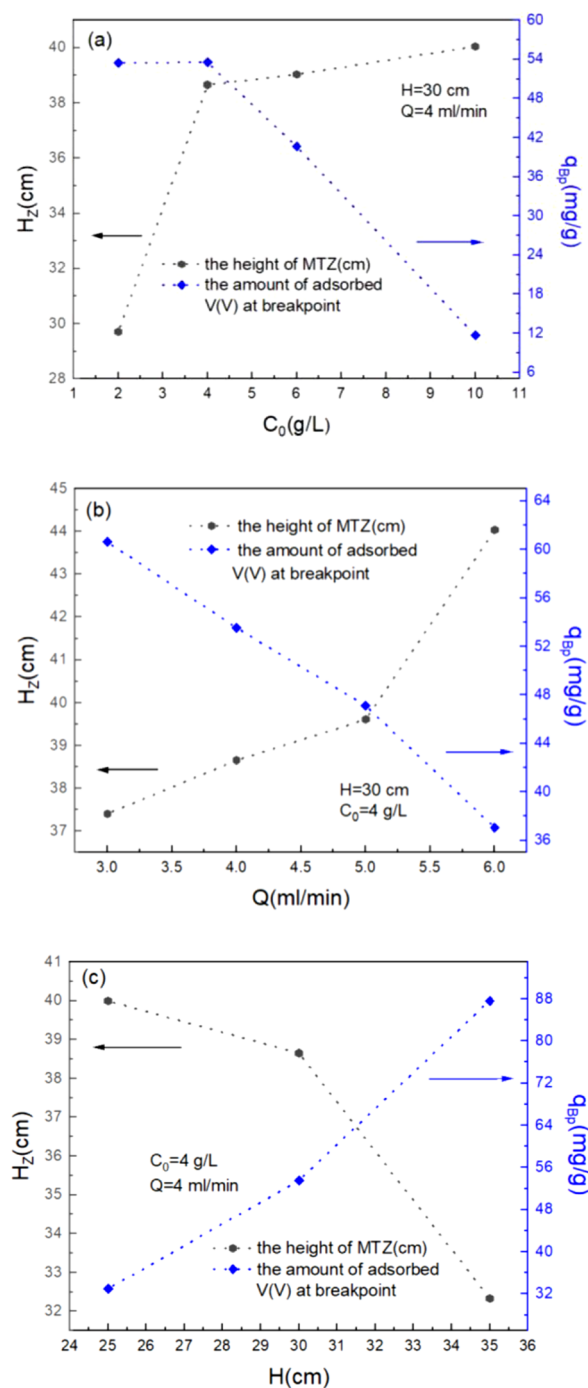 (a)
40
38
36
34
33
31
30
28
H_Z(cm)
60
54
48
42
36
30
24
18
12
6
q_Bp(mg/g)
H=30 cm
Q=4 ml/min
the height of MTZ(cm)
the amount of adsorbed
V(V) at breakpoint
1 2 3 4 5 6 7 8 9 10 11
C₀(g/L)
(b)
45
44
43
42
41
40
39
38
37
H_Z(cm)
64
60
56
52
48
44
40
36
q_Bp(mg/g)
the height of MTZ(cm)
the amount of adsorbed
V(V) at breakpoint
H=30 cm
C₀=4 g/L
3.0 3.5 4.0 4.5 5.0 5.5 6.0
Q(ml/min)
(c)
41
40
39
38
37
36
35
34
33
32
H_Z(cm)
88
80
72
64
56
48
40
32
q_Bp(mg/g)
C₀=4 g/L
Q=4 ml/min
the height of MTZ(cm)
the amount of adsorbed
V(V) at breakpoint
24 25 26 27 28 29 30 31 32 33 34 35 36
H(cm)